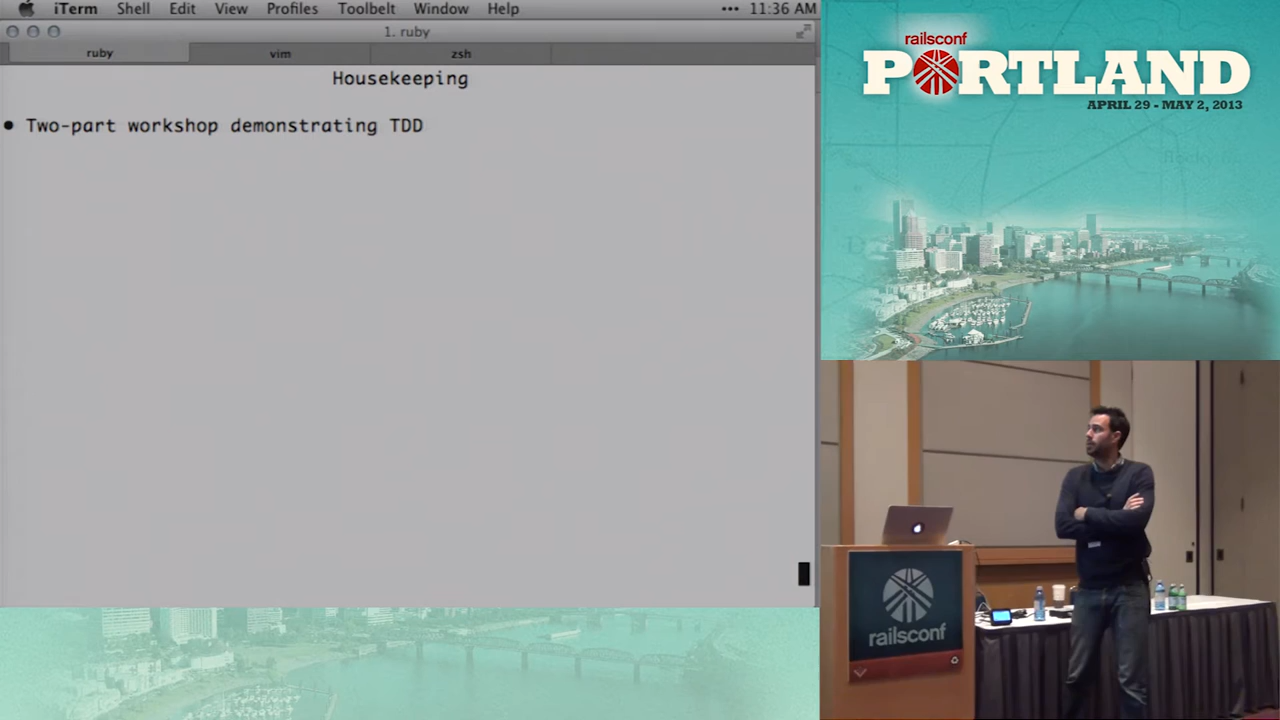 iTerm Shell Edit View Profiles Toolbelt Window Help ••• 11:36 AM
1. ruby
ruby vim zsh
Housekeeping
• Two-part workshop demonstrating TDD
railsconf
PORTLAND
APRIL 29 - MAY 2, 2013
railsconf